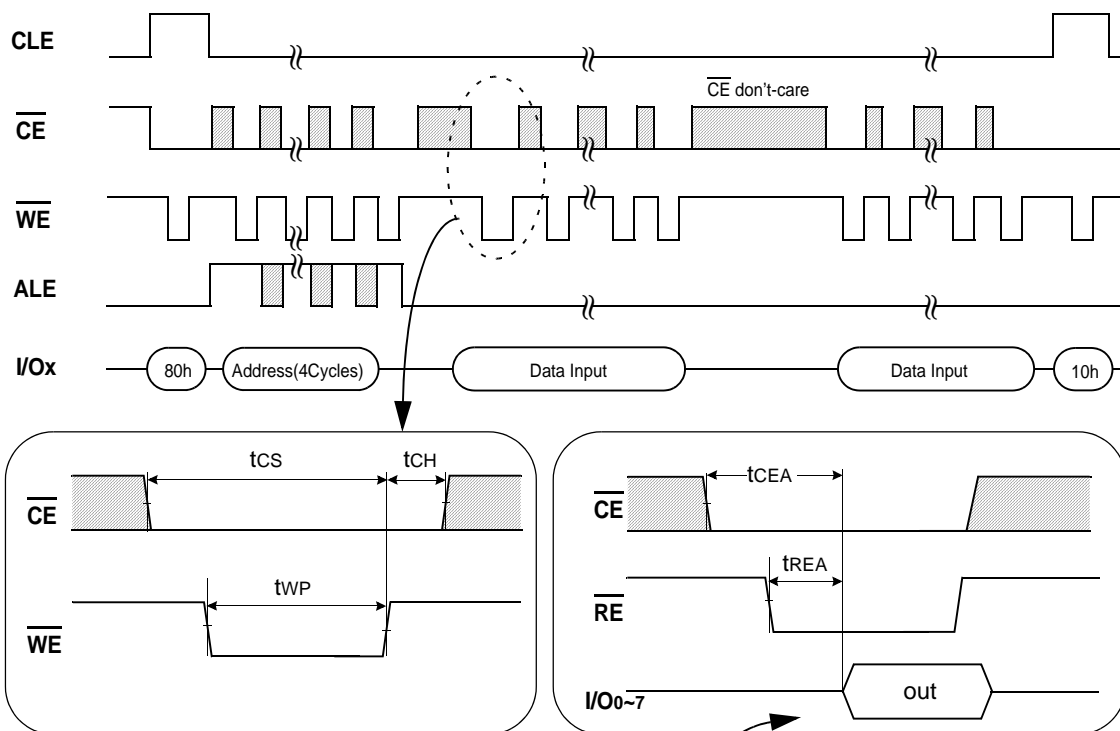 CLE
CE don't-care
CE
WE
ALE
I/Ox
80h
Address(4Cycles)
Data Input
Data Input
10h
tCS
tCH
CE
tWP
WE
tCEA
CE
tREA
RE
I/O0~7
out